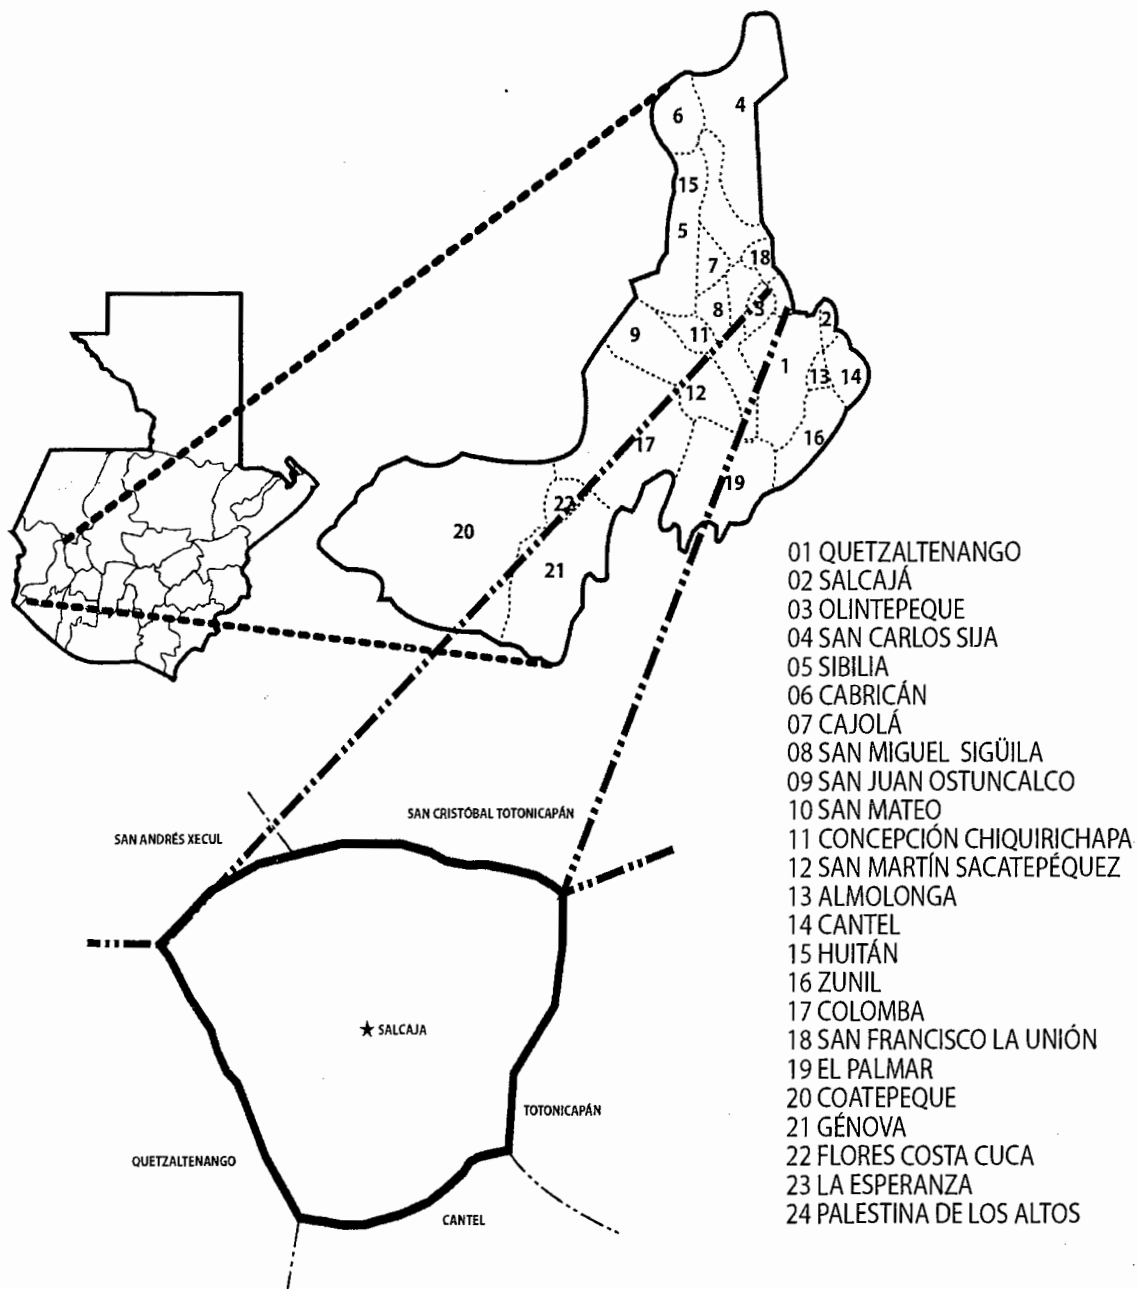 4
6
15
5
18
7
8
3
2
9
11
1
13
14
12
16
17
19
22
20
21
01 QUETZALTENANGO
02 SALCAJÁ
03 OLINTEPEQUE
04 SAN CARLOS SIJA
05 SIBILIA
06 CABRICÁN
07 CAJOLÁ
08 SAN MIGUEL SIGÜILA
09 SAN JUAN OSTUNCALCO
10 SAN MATEO
11 CONCEPCIÓN CHIQUIRICHAPA
12 SAN MARTÍN SACATEPÉQUEZ
13 ALMOLONGA
14 CANTEL
15 HUITÁN
16 ZUNIL
17 COLOMBA
18 SAN FRANCISCO LA UNIÓN
19 EL PALMAR
20 COATEPEQUE
21 GÉNOVA
22 FLORES COSTA CUCA
23 LA ESPERANZA
24 PALESTINA DE LOS ALTOS
SAN ANDRÉS XECUL
SAN CRISTÓBAL TOTONICAPÁN
SALCAJA
TOTONICAPÁN
QUETZALTENANGO
CANTEL